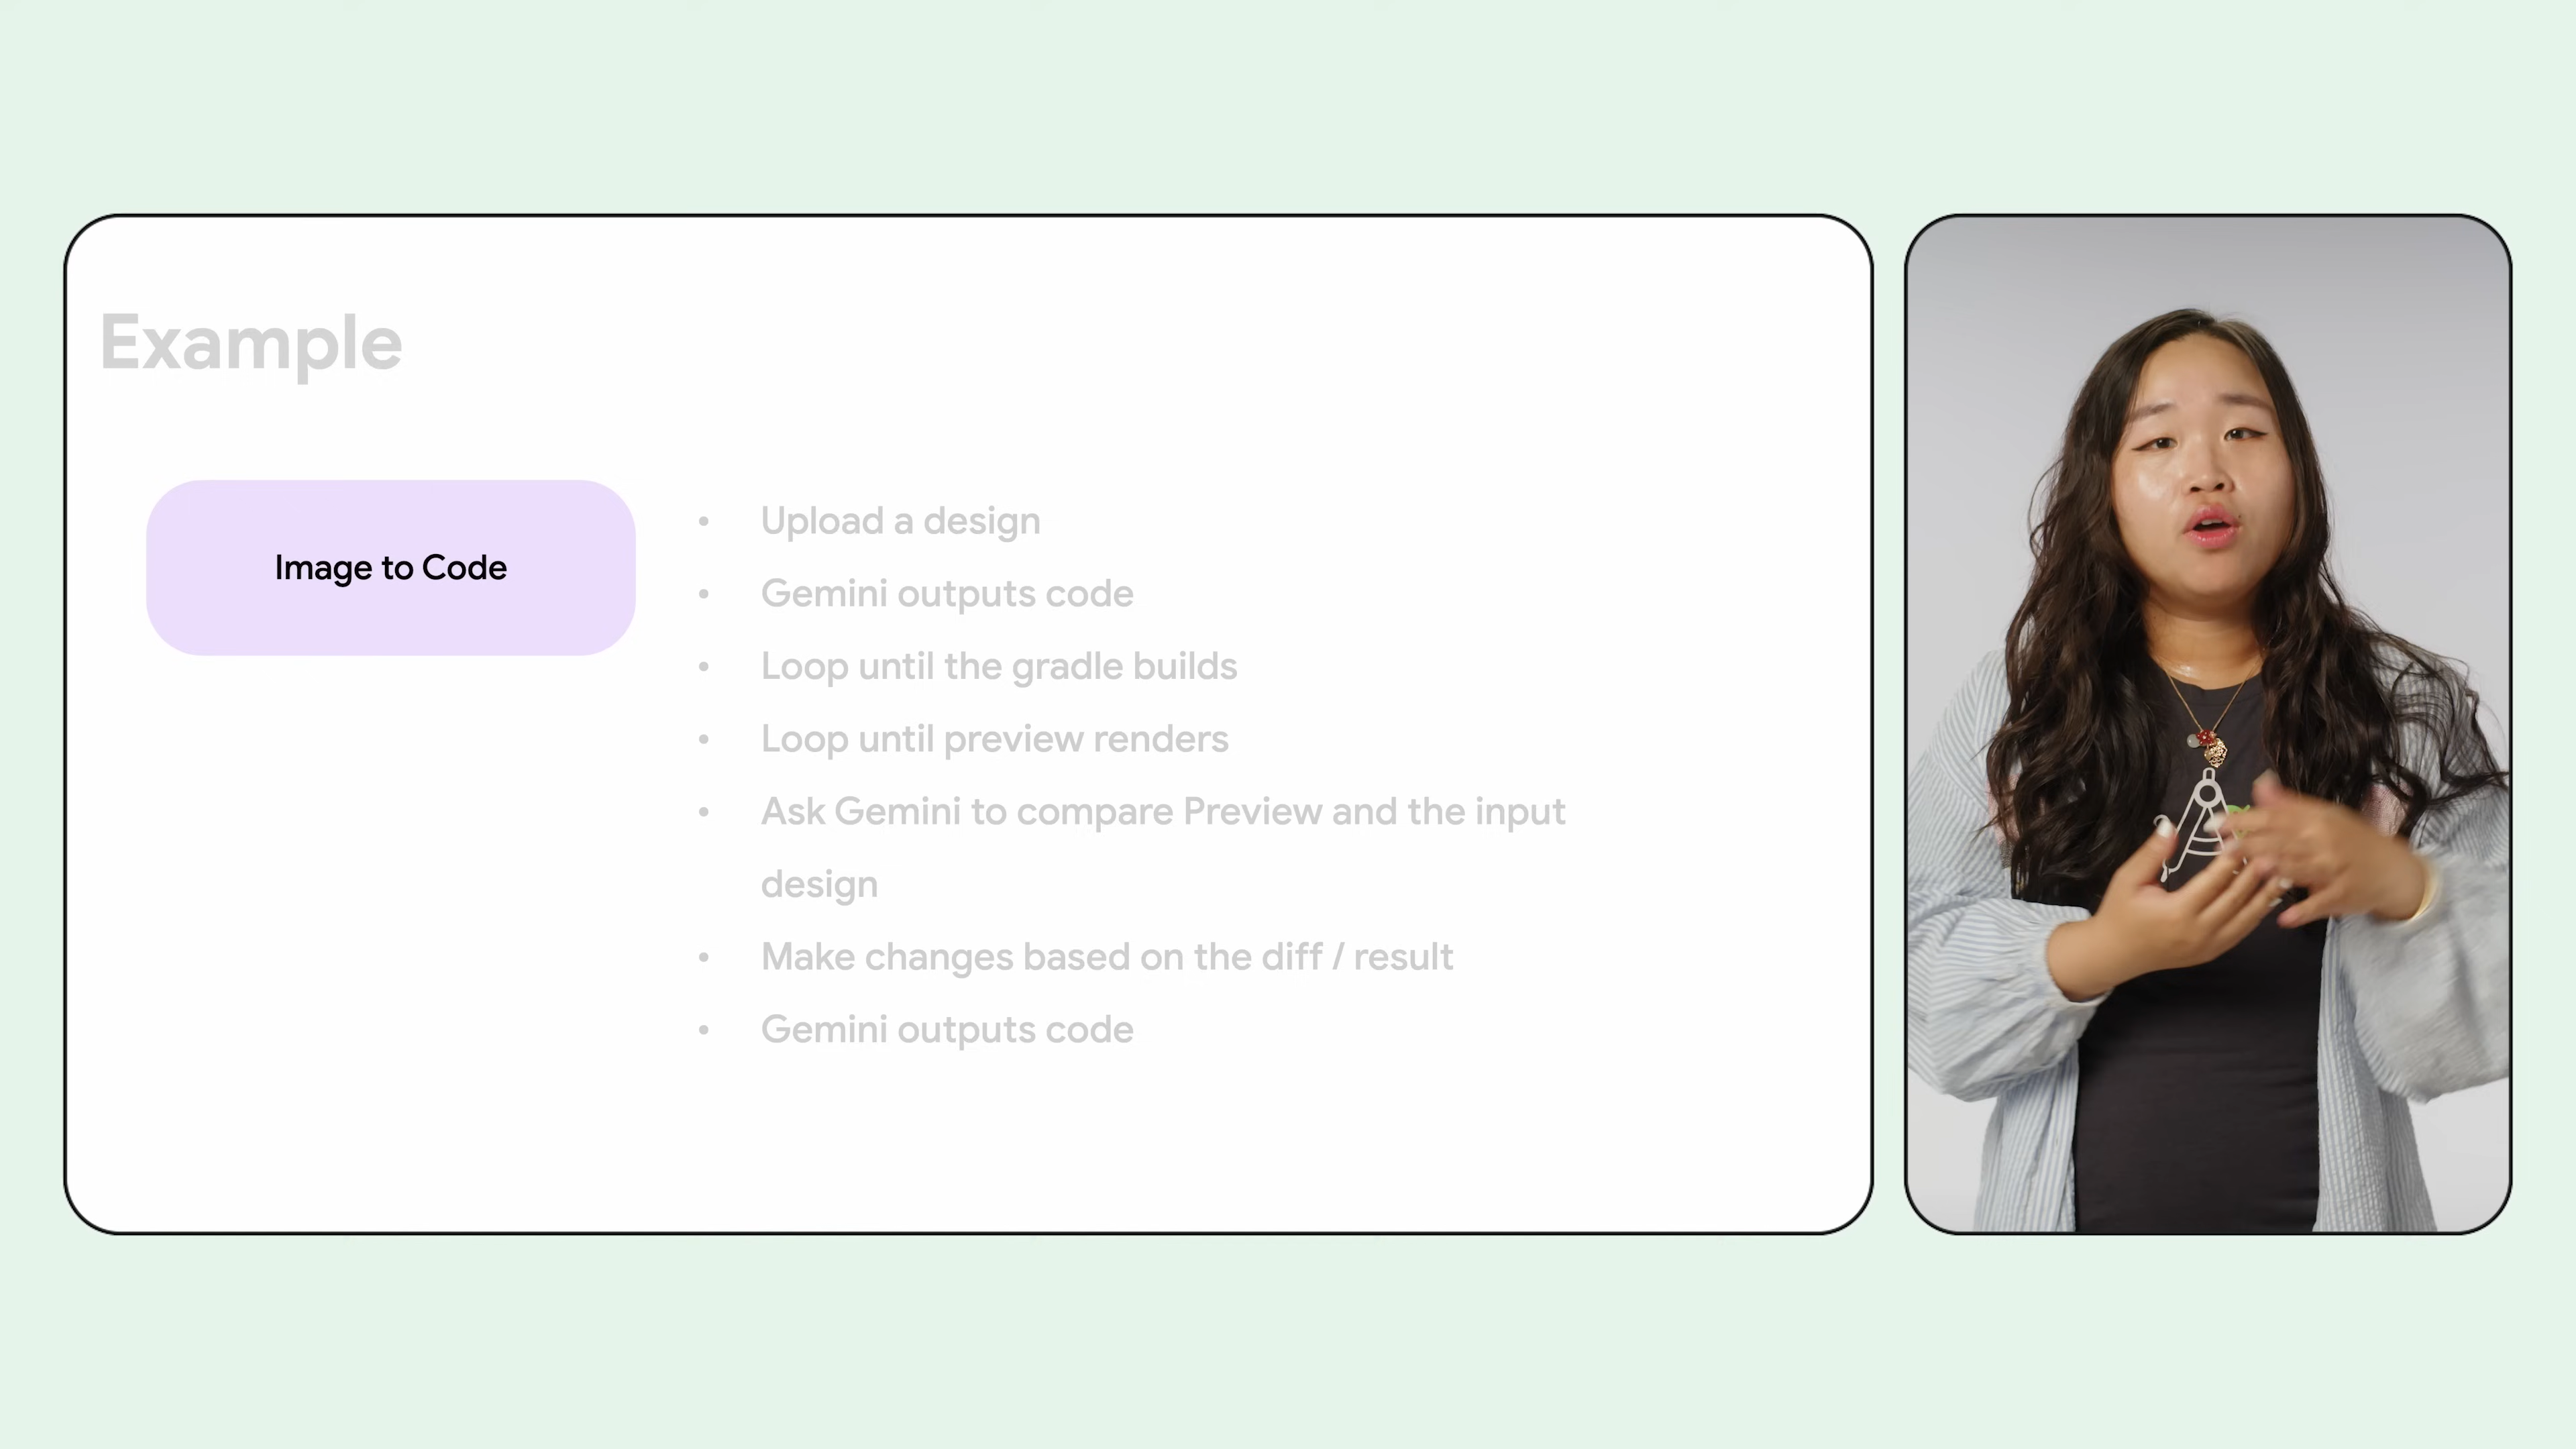 Example
Image to Code
• Upload a design
• Gemini outputs code
• Loop until the gradle builds
• Loop until preview renders
• Ask Gemini to compare Preview and the input
design
• Make changes based on the diff / result
• Gemini outputs code